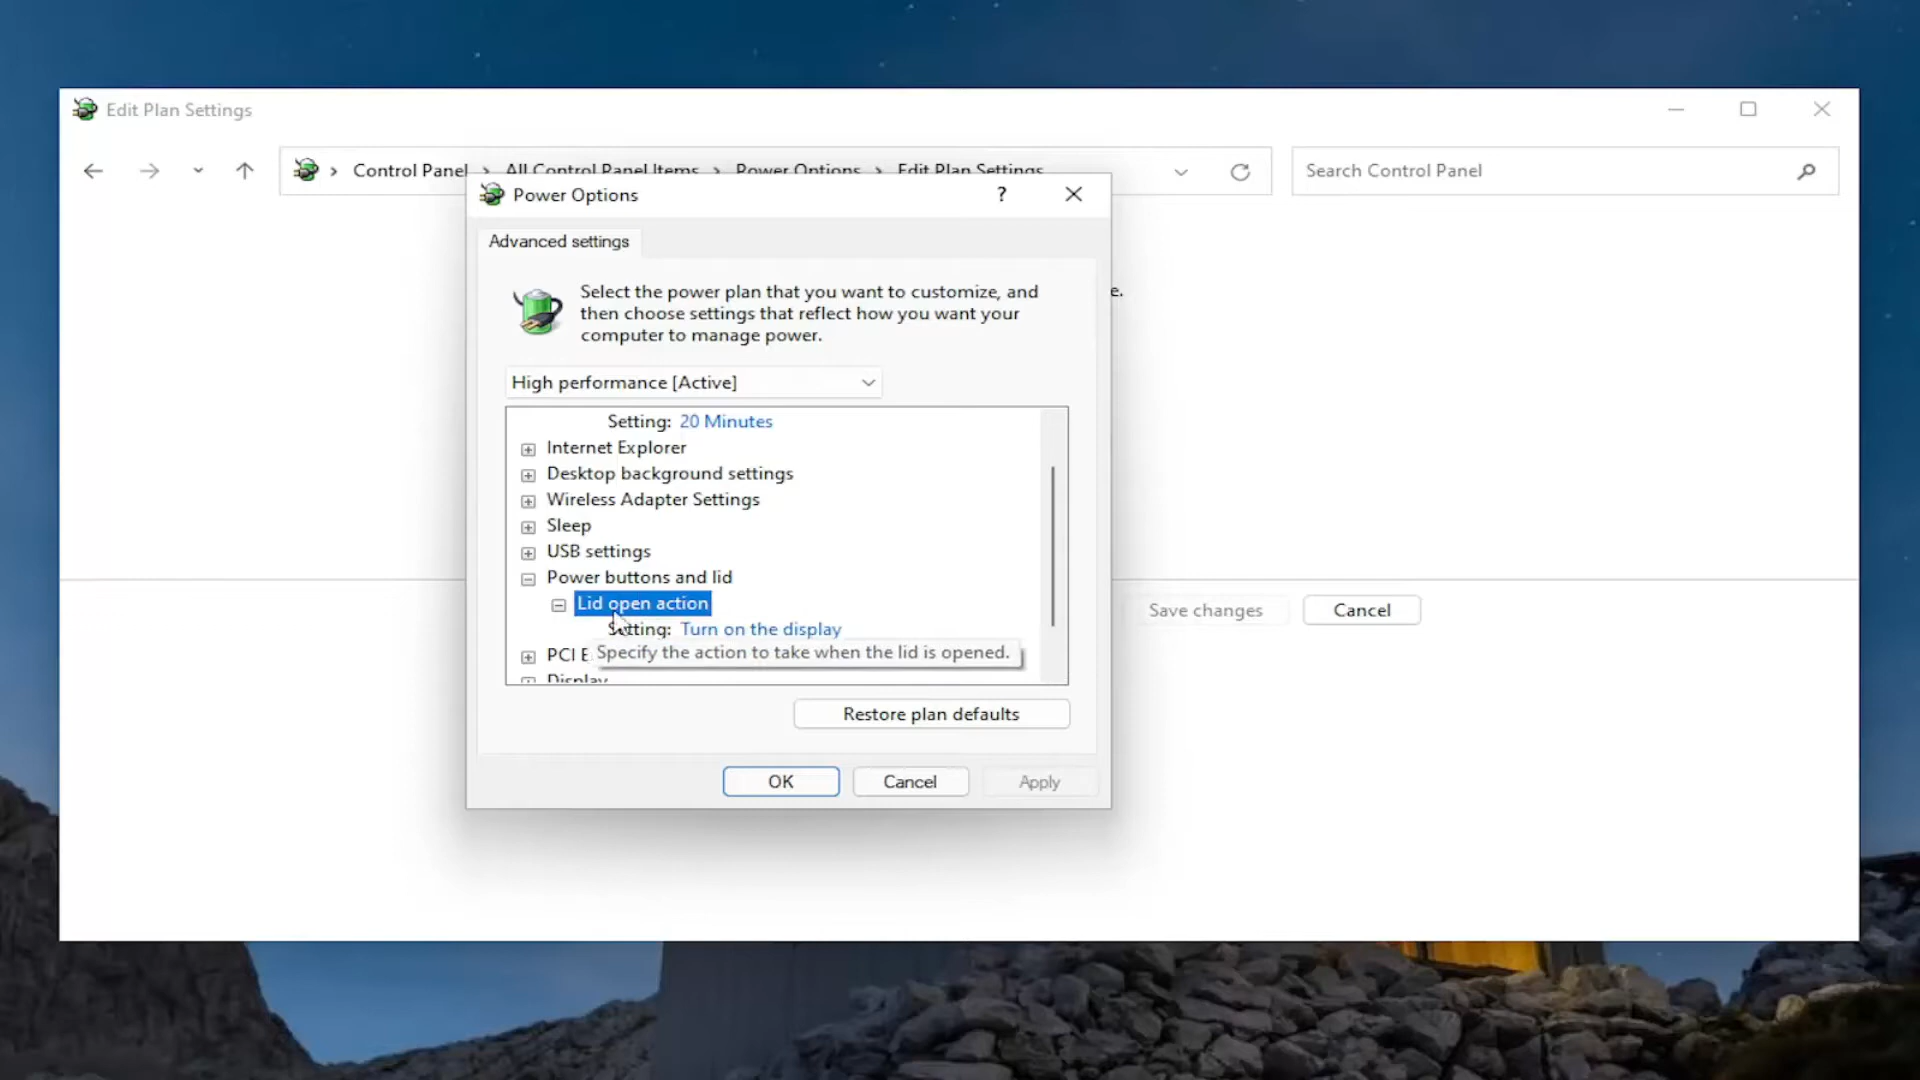 Edit Plan Settings
Control Panel > All Control Panel Items > Power Options > Edit Plan Settings
Search Control Panel
Power Options
?
Advanced settings
Select the power plan that you want to customize, and
then choose settings that reflect how you want your
computer to manage power.
e.
High performance [Active]
Setting: 20 Minutes
Internet Explorer
Desktop background settings
Wireless Adapter Settings
Sleep
USB settings
Power buttons and lid
Lid open action
Setting: Turn on the display
PCI E
Specify the action to take when the lid is opened.
Display
Restore plan defaults
OK
Cancel
Apply
Save changes
Cancel